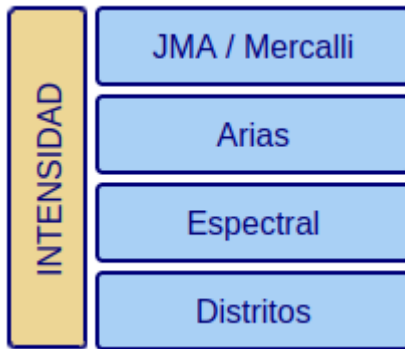 INTENSIDAD
JMA / Mercalli
Arias
Espectral
Distritos